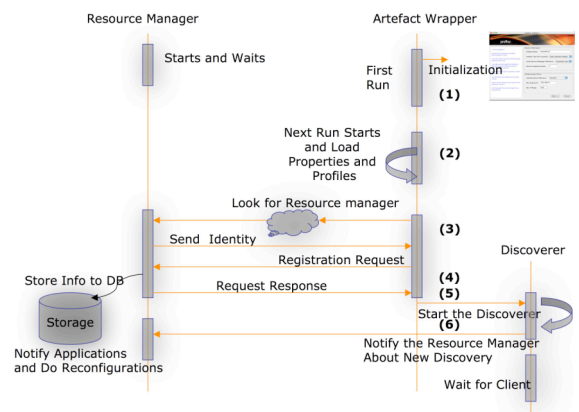 Resource Manager
Artefact Wrapper
Starts and Waits
First
Run
Initialization
(1)
Next Run Starts
and Load
Properties and
Profiles
(2)
Look for Resource manager
(3)
Send Identity
Discoverer
Registration Request
Store Info to DB
(4)
Request Response
(5)
Start the Discoverer
Storage
(6)
Notify Applications
and Do Reconfigurations
Notify the Resource Manager
About New Discovery
Wait for Client